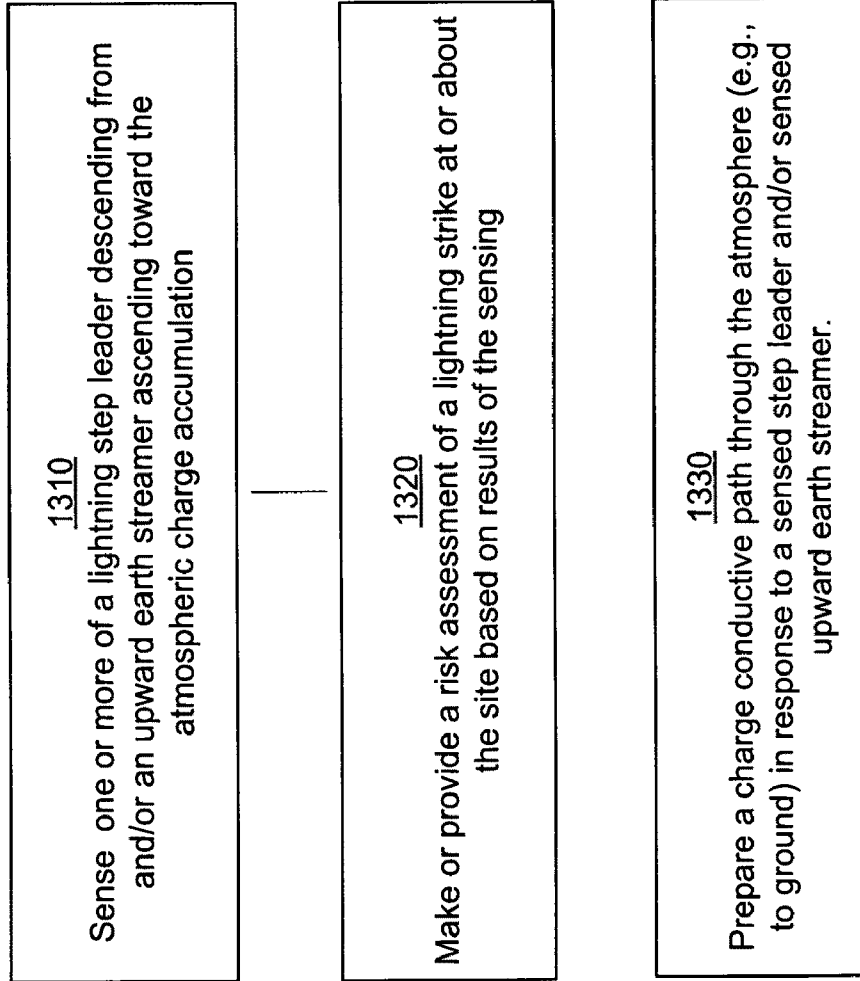 1310
Sense one or more of a lightning step leader descending from
and/or an upward earth streamer ascending toward the
atmospheric charge accumulation
1320
Make or provide a risk assessment of a lightning strike at or about
the site based on results of the sensing
1330
Prepare a charge conductive path through the atmosphere (e.g.,
to ground) in response to a sensed step leader and/or sensed
upward earth streamer.